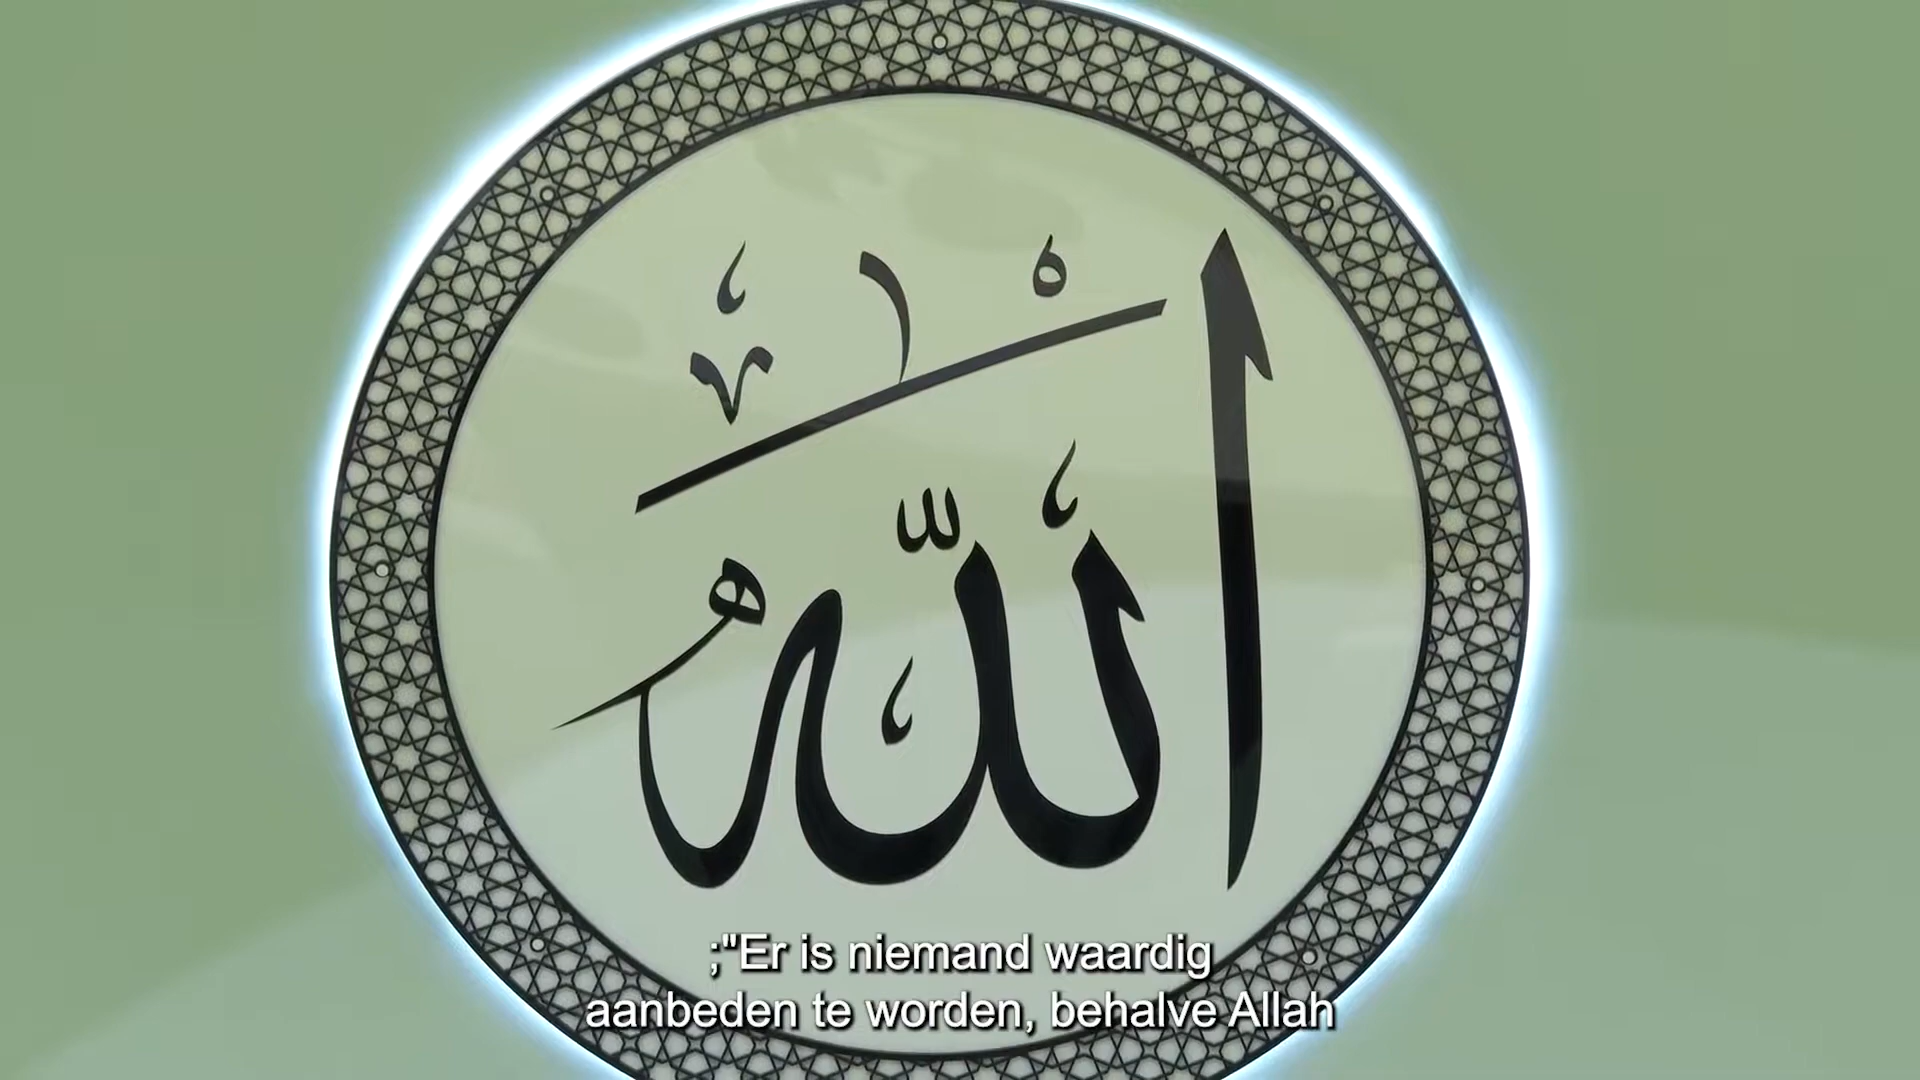 الله
;"Er is niemand waardig
aanbeden te worden, behalve Allah